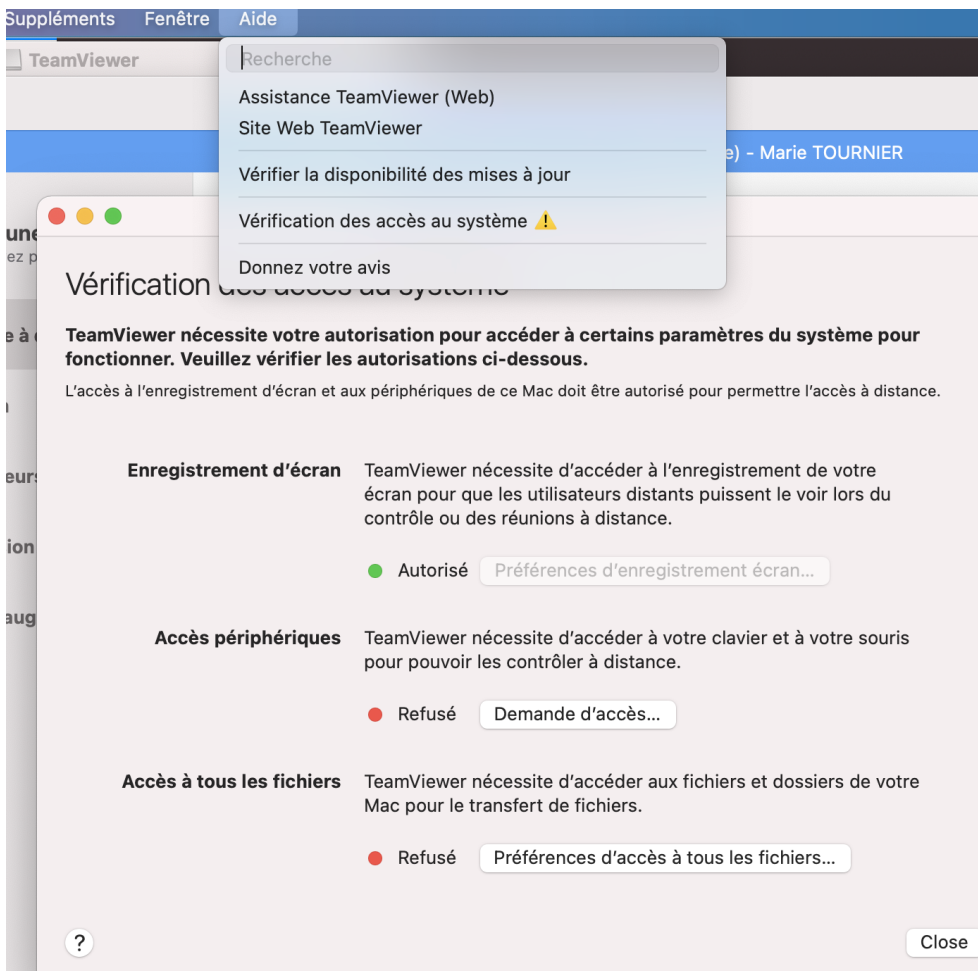 Suppléments Fenêtre Aide
TeamViewer
Recherche
Assistance TeamViewer (Web)
Site Web TeamViewer
e) - Marie TOURNIER
Vérifier la disponibilité des mises à jour
Vérification des accès au système ⚠️
Donnez votre avis
Vérification des accès au système
TeamViewer nécessite votre autorisation pour accéder à certains paramètres du système pour
fonctionner. Veuillez vérifier les autorisations ci-dessous.
L'accès à l'enregistrement d'écran et aux périphériques de ce Mac doit être autorisé pour permettre l'accès à distance.
Enregistrement d'écran
TeamViewer nécessite d'accéder à l'enregistrement de votre
écran pour que les utilisateurs distants puissent le voir lors du
contrôle ou des réunions à distance.
Autorisé Préférences d'enregistrement écran...
Accès périphériques
TeamViewer nécessite d'accéder à votre clavier et à votre souris
pour pouvoir les contrôler à distance.
Refusé Demande d'accès...
Accès à tous les fichiers
TeamViewer nécessite d'accéder aux fichiers et dossiers de votre
Mac pour le transfert de fichiers.
Refusé Préférences d'accès à tous les fichiers...
? Close